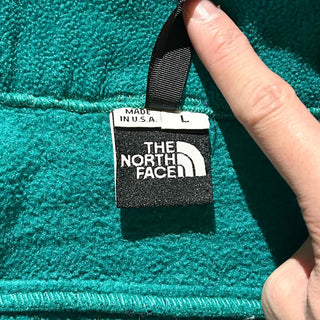 MADE
IN U.S.A.
L
THE
NORTH
FACE